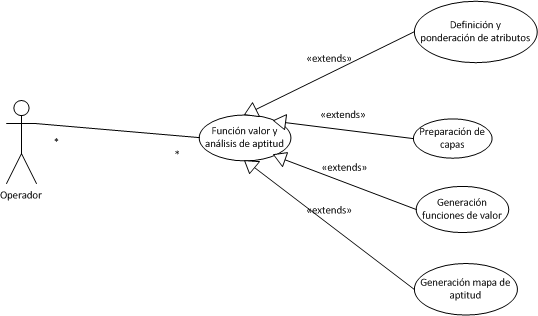 Definición y
ponderación de atributos
«extends»
«extends»
Función valor y
análisis de aptitud
Preparación de
capas
*
*
«extends»
Operador
Generación
funciones de valor
«extends»
Generación mapa de
aptitud